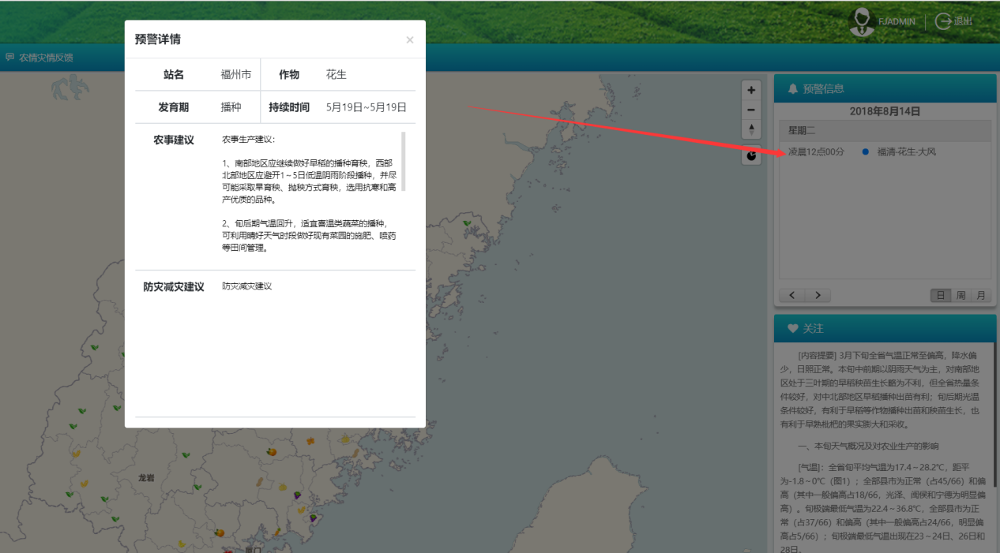 FJADMIN
退出
农情灾情反馈
预警详情
×
站名 福州市 作物 花生
发育期 播种 持续时间 5月19日~5月19日
农事建议
农事生产建议：
1、南部地区应继续做好早稻的播种育秧，西部
北部地区应避开1~5日低温阴雨阶段播种，并尽
可能采取旱育秧、抛秧方式育秧，选用抗寒和高
产优质的品种。
2、旬后期气温回升，适宜喜温类蔬菜的播种，
可利用晴好天气时段做好现有菜园的施肥、喷药
等田间管理。
防灾减灾建议 防灾减灾建议
龙岩
厦门
预警信息
2018年8月14日
星期二
凌晨12点00分 福清-花生-大风
日 周 月
关注
[内容提要] 3月下旬全省气温正常至偏高，降水偏
少，日照正常。本旬中前期以阴雨天气为主，对南部地
区处于三叶期的早稻秧苗生长略为不利，但全省热量条
件较好，对中北部地区早稻播种出苗有利；旬后期光温
条件较好，有利于早稻等作物播种出苗和秧苗生长，也
有利于早熟枇杷的果实膨大和采收。
一、本旬天气概况及对农业生产的影响
[气温]：全省旬平均气温为17.4~28.2℃，距平
为-1.8~0℃（图1）；全部县市为正常（占45/66）和偏
高（其中一般偏高占18/66，光泽、闽侯和宁德为明显偏
高）。旬极端最低气温为22.4~36.8℃，全部县市为正
常（占37/66）和偏高（其中一般偏高占24/66，明显偏
高占5/66）；旬极端最低气温出现在23~24日、26日和
28日。